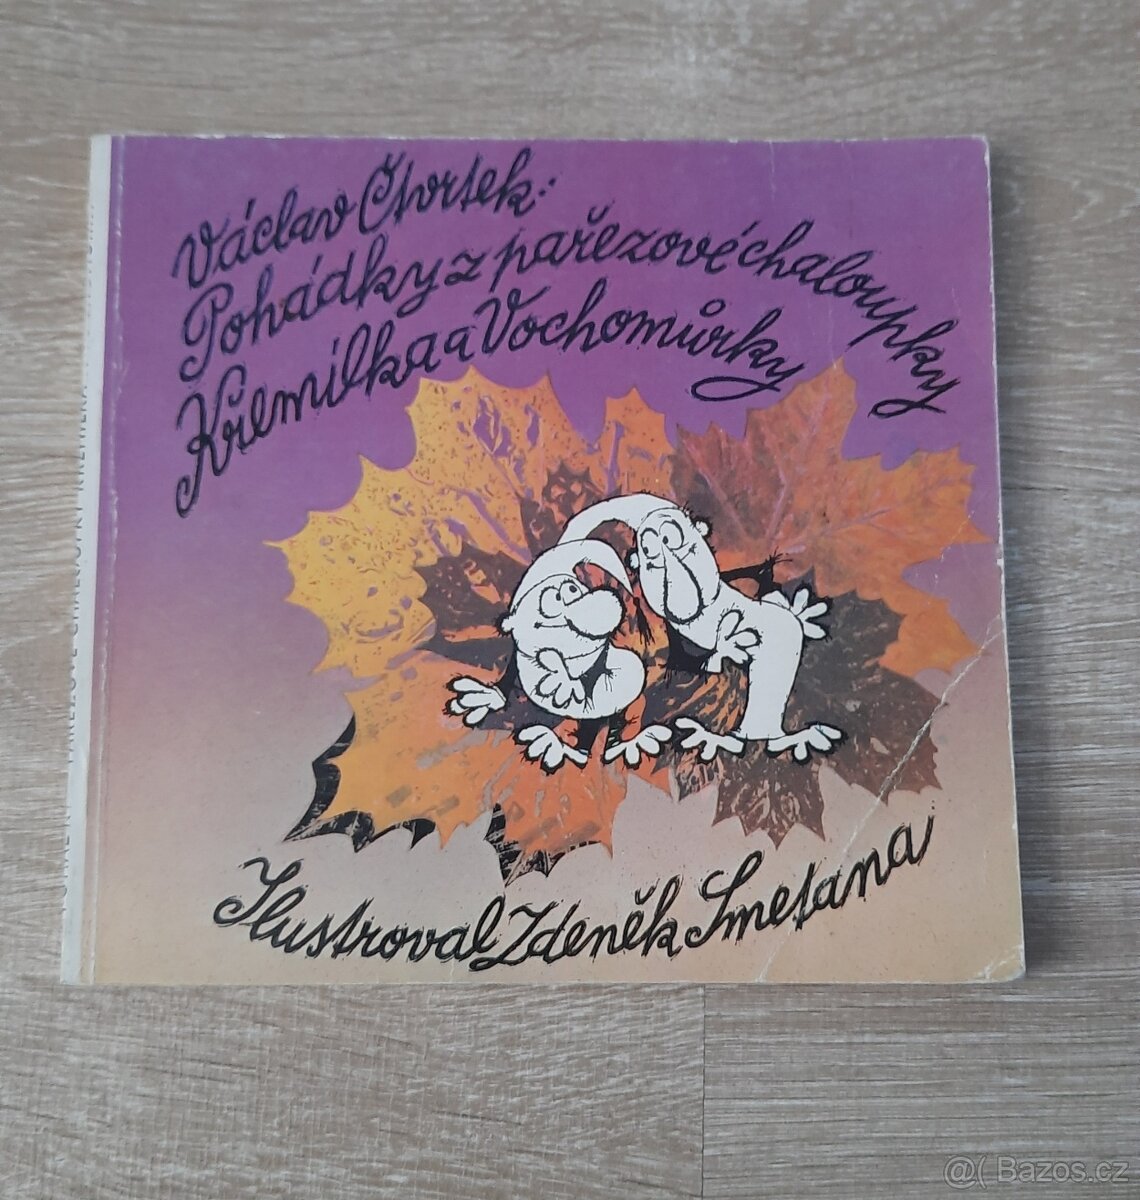 Václav Čtvrtek:
Pohádky z pařezové chaloupky
Křemílka a Vochomůrky
Ilustroval Zdeněk Smetana
@( Bazos.cz